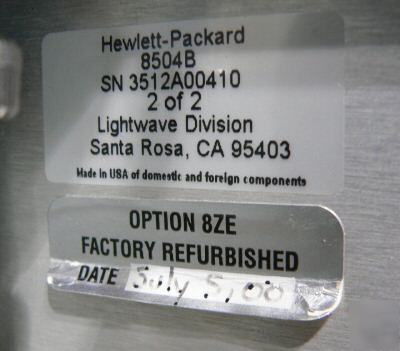 Hewlett-Packard
8504B
SN 3512A00410
2 of 2
Lightwave Division
Santa Rosa, CA 95403
Made in USA of domestic and foreign components
OPTION 8ZE
FACTORY REFURBISHED
DATE July 5, 00